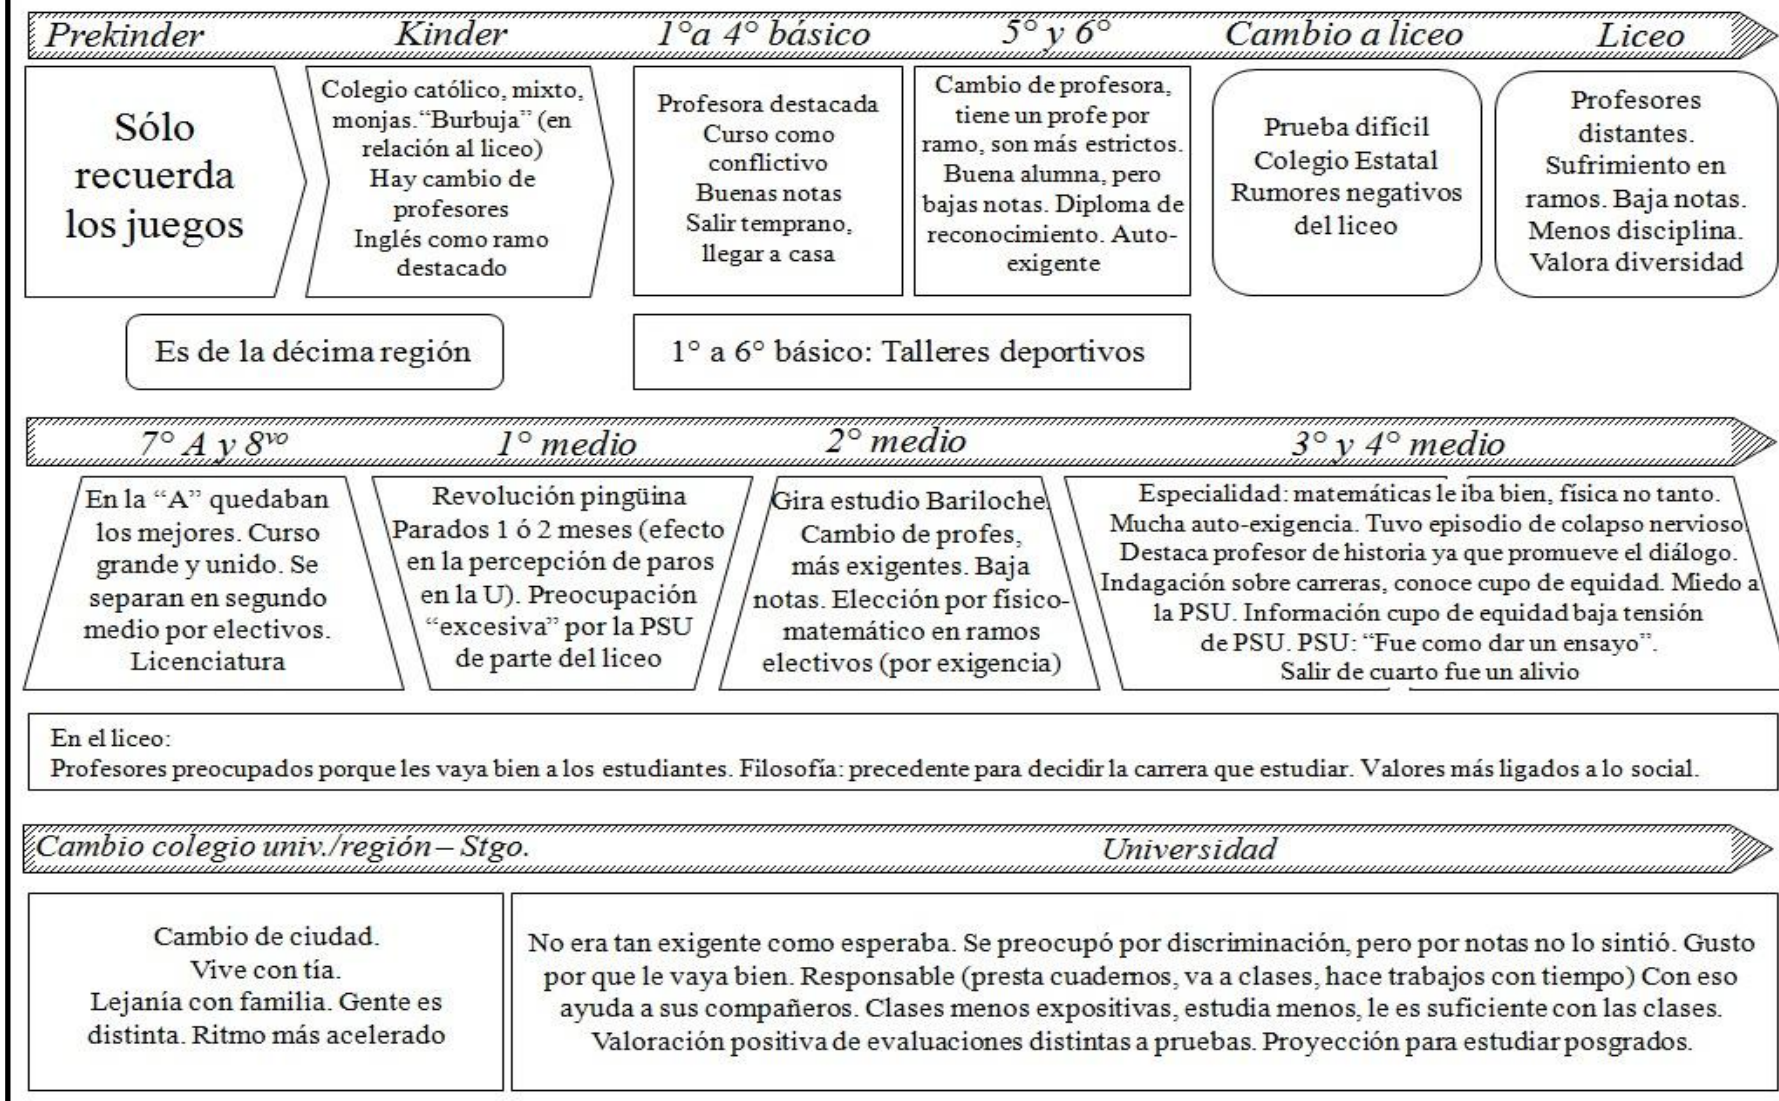 Prekinder
Kinder
1°a 4° básico
5° y 6°
Cambio a liceo
Liceo
Sólo
recuerda
los juegos
Colegio católico, mixto,
monjas.“Burbuja” (en
relación al liceo)
Hay cambio de
profesores
Inglés como ramo
destacado
Profesora destacada
Curso como
conflictivo
Buenas notas
Salir temprano,
llegar a casa
Cambio de profesora,
tiene un profe por
ramo, son más estrictos.
Buena alumna, pero
bajas notas. Diploma de
reconocimiento. Auto-
exigente
Prueba difícil
Colegio Estatal
Rumores negativos
del liceo
Profesores
distantes.
Sufrimiento en
ramos. Baja notas.
Menos disciplina.
Valora diversidad
Es de la décima región
1° a 6° básico: Talleres deportivos
7° A y 8vo
1° medio
2° medio
3° y 4° medio
En la “A” quedaban
los mejores. Curso
grande y unido. Se
separan en segundo
medio por electivos.
Licenciatura
Revolución pingüina
Parados 1 ó 2 meses (efecto
en la percepción de paros
en la U). Preocupación
“excesiva” por la PSU
de parte del liceo
Gira estudio Bariloche.
Cambio de profes,
más exigentes. Baja
notas. Elección por físico-
matemático en ramos
electivos (por exigencia)
Especialidad: matemáticas le iba bien, física no tanto.
Mucha auto-exigencia. Tuvo episodio de colapso nervioso.
Destaca profesor de historia ya que promueve el diálogo.
Indagación sobre carreras, conoce cupo de equidad. Miedo a
la PSU. Información cupo de equidad baja tensión
de PSU. PSU: “Fue como dar un ensayo”.
Salir de cuarto fue un alivio
En el liceo:
Profesores preocupados porque les vaya bien a los estudiantes. Filosofía: precedente para decidir la carrera que estudiar. Valores más ligados a lo social.
Cambio colegio univ./región – Stgo.
Universidad
Cambio de ciudad.
Vive con tía.
Lejanía con familia. Gente es
distinta. Ritmo más acelerado
No era tan exigente como esperaba. Se preocupó por discriminación, pero por notas no lo sintió. Gusto
por que le vaya bien. Responsable (presta cuadernos, va a clases, hace trabajos con tiempo) Con eso
ayuda a sus compañeros. Clases menos expositivas, estudia menos, le es suficiente con las clases.
Valoración positiva de evaluaciones distintas a pruebas. Proyección para estudiar posgrados.